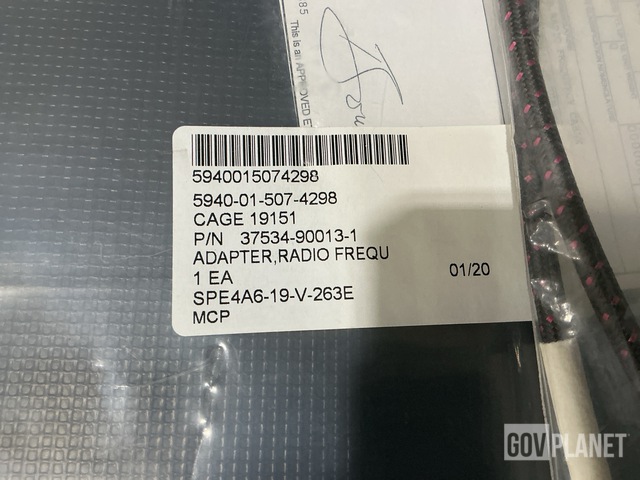 This is an APPROVED
5940015074298
5940-01-507-4298
CAGE 19151
P/N 37534-90013-1
ADAPTER,RADIO FREQU
1 EA
01/20
SPE4A6-19-V-263E
MCP
GOVPLANET